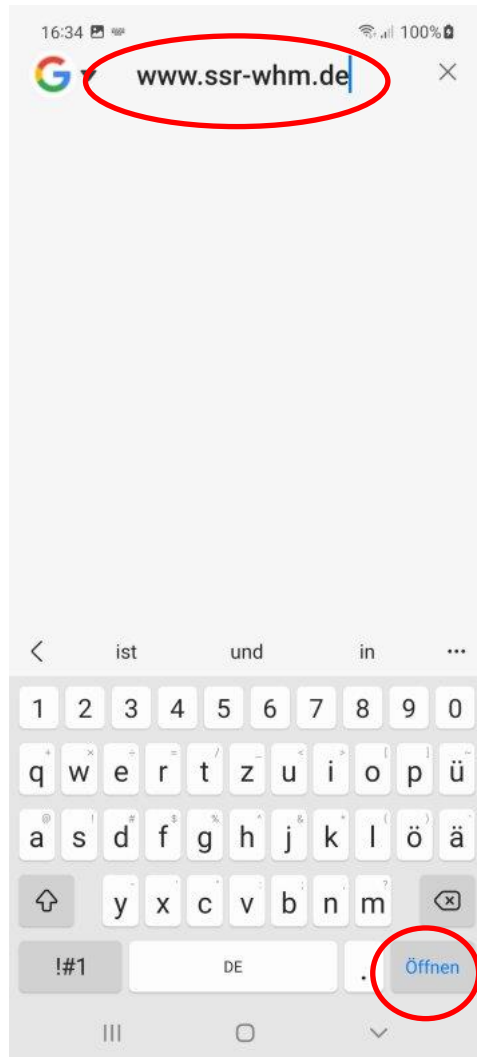 16:34 100%
www.ssr-whm.de
ist und in ...
1 2 3 4 5 6 7 8 9 0
q w e r t z u i o p ü
a s d f g h j k l ö ä
y x c v b n m
!#1 DE . Öffnen